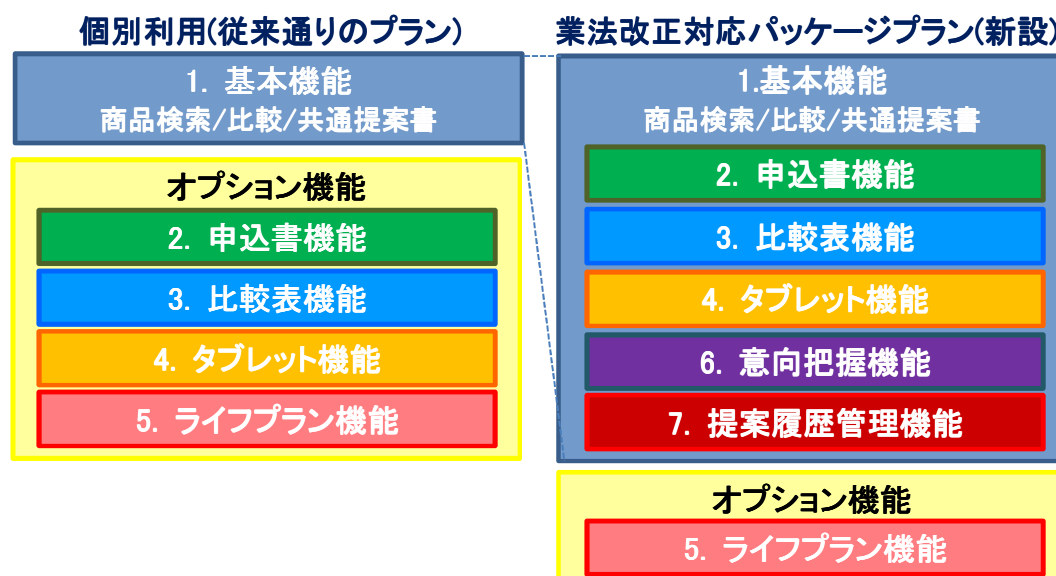 個別利用(従来通りのプラン)
1. 基本機能
商品検索/比較/共通提案書
オプション機能
2. 申込書機能
3. 比較表機能
4. タブレット機能
5. ライフプラン機能
業法改正対応パッケージプラン(新設)
1.基本機能
商品検索/比較/共通提案書
2. 申込書機能
3. 比較表機能
4. タブレット機能
6. 意向把握機能
7. 提案履歴管理機能
オプション機能
5. ライフプラン機能